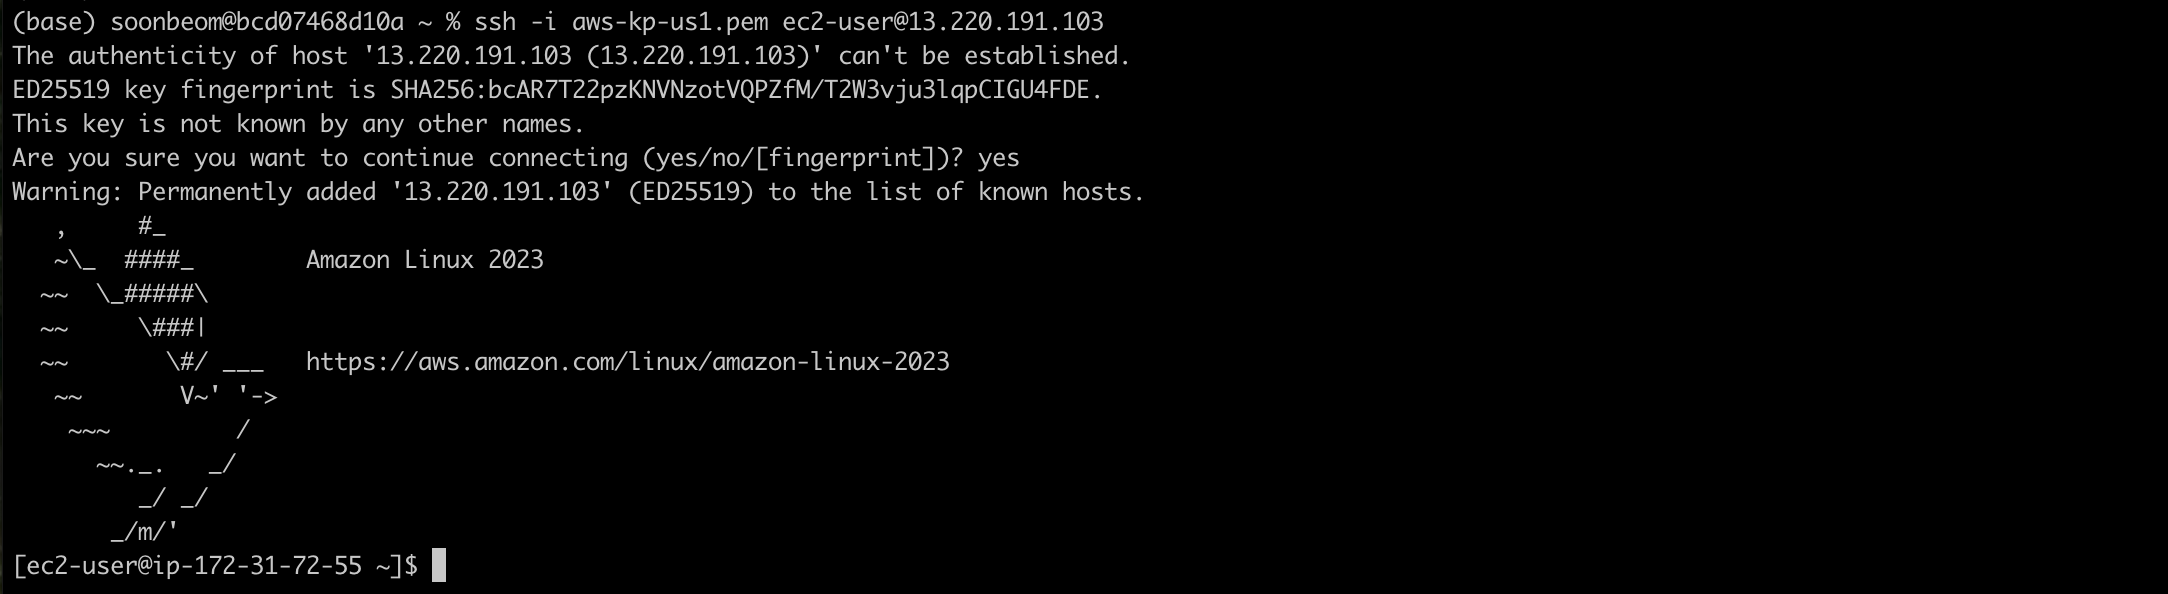 (base) soonbeom@bcd07468d10a ~ % ssh -i aws-kp-us1.pem ec2-user@13.220.191.103
The authenticity of host '13.220.191.103 (13.220.191.103)' can't be established.
ED25519 key fingerprint is SHA256:bcAR7T22pzKNVNzotVQPZfM/T2W3vju3lqpCIGU4FDE.
This key is not known by any other names.
Are you sure you want to continue connecting (yes/no/[fingerprint])? yes
Warning: Permanently added '13.220.191.103' (ED25519) to the list of known hosts.
   ,     #_
   ~\_  ####_        Amazon Linux 2023
  ~~  \_#####\
  ~~     \###|
  ~~       \#/ ___   https://aws.amazon.com/linux/amazon-linux-2023
   ~~       V~' '->
    ~~~         /
      ~~._.   _/
         _/ _/
       _/m/'
[ec2-user@ip-172-31-72-55 ~]$